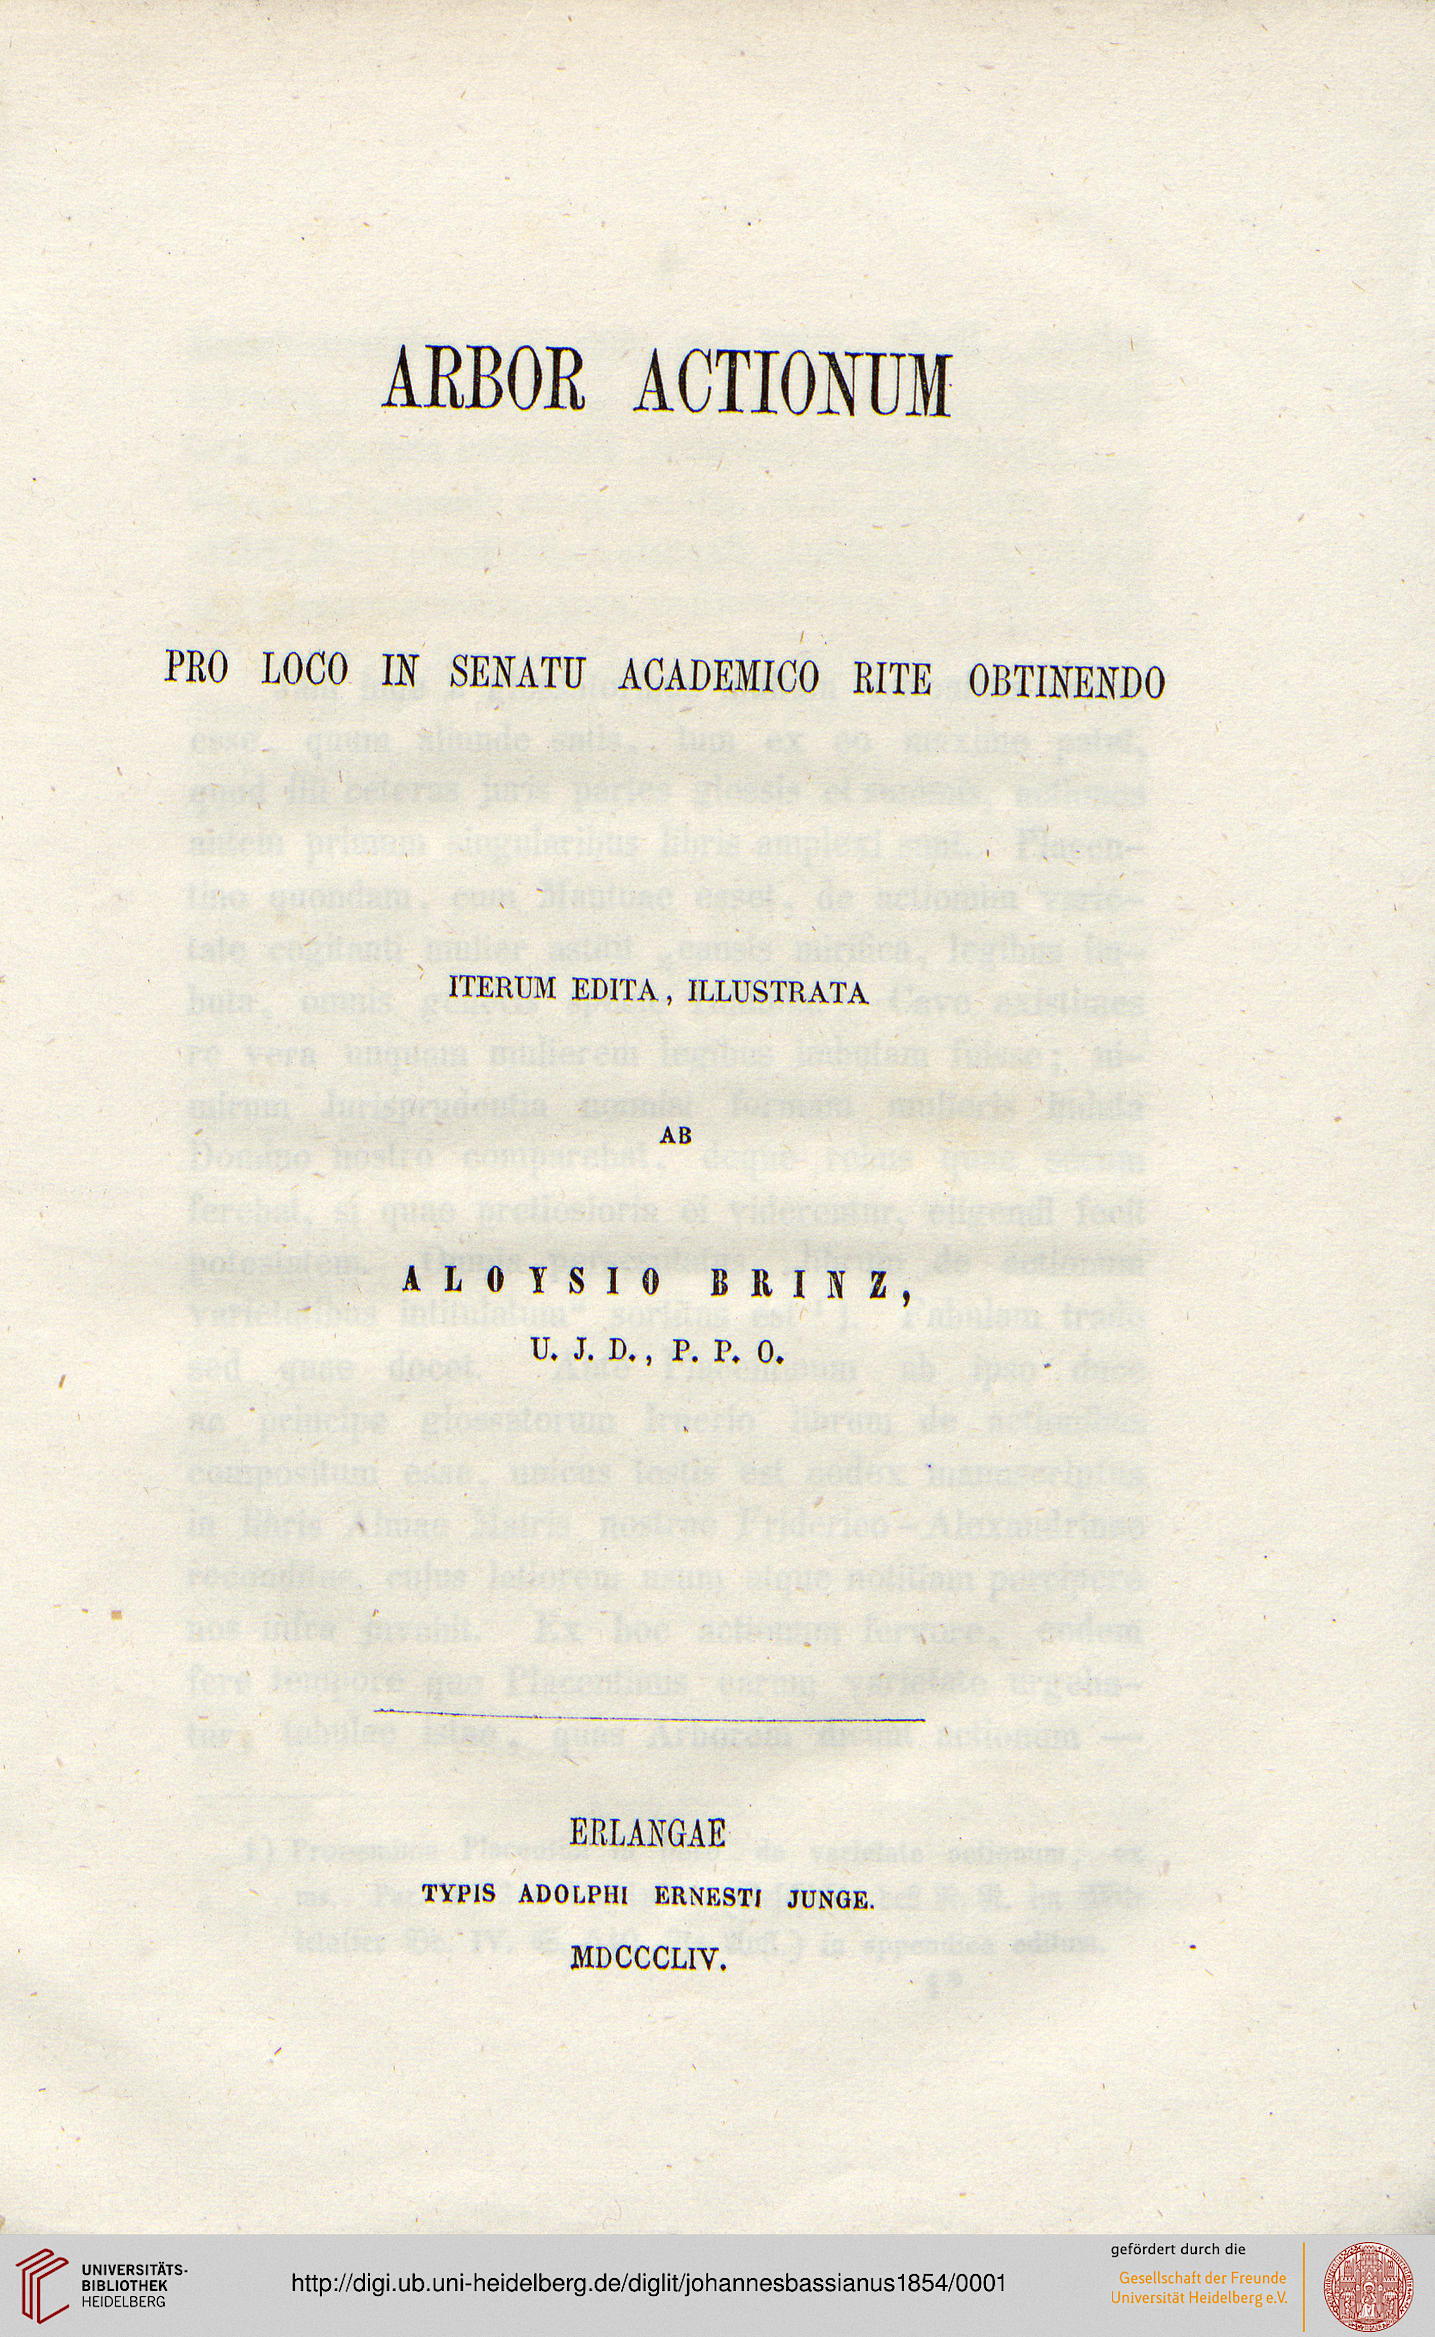 ARBOR ACTIONUM
PRO LOCO IN SENATU ACADEMICO RITE OBTINENDO
ITERUM EDITA, ILLUSTRATA
AB
ALOYSIO BRINZ,
U. J. D., P. P. O.
ERLANGAE
TYPIS ADOLPHI ERNESTI JUNGE.
MDCCCLIV.
UNIVERSITÄTS-
BIBLIOTHEK
HEIDELBERG
http://digi.ub.uni-heidelberg.de/diglit/johannesbassianus1854/0001
gefördert durch die
Gesellschaft der Freunde
Universität Heidelberg e.V.